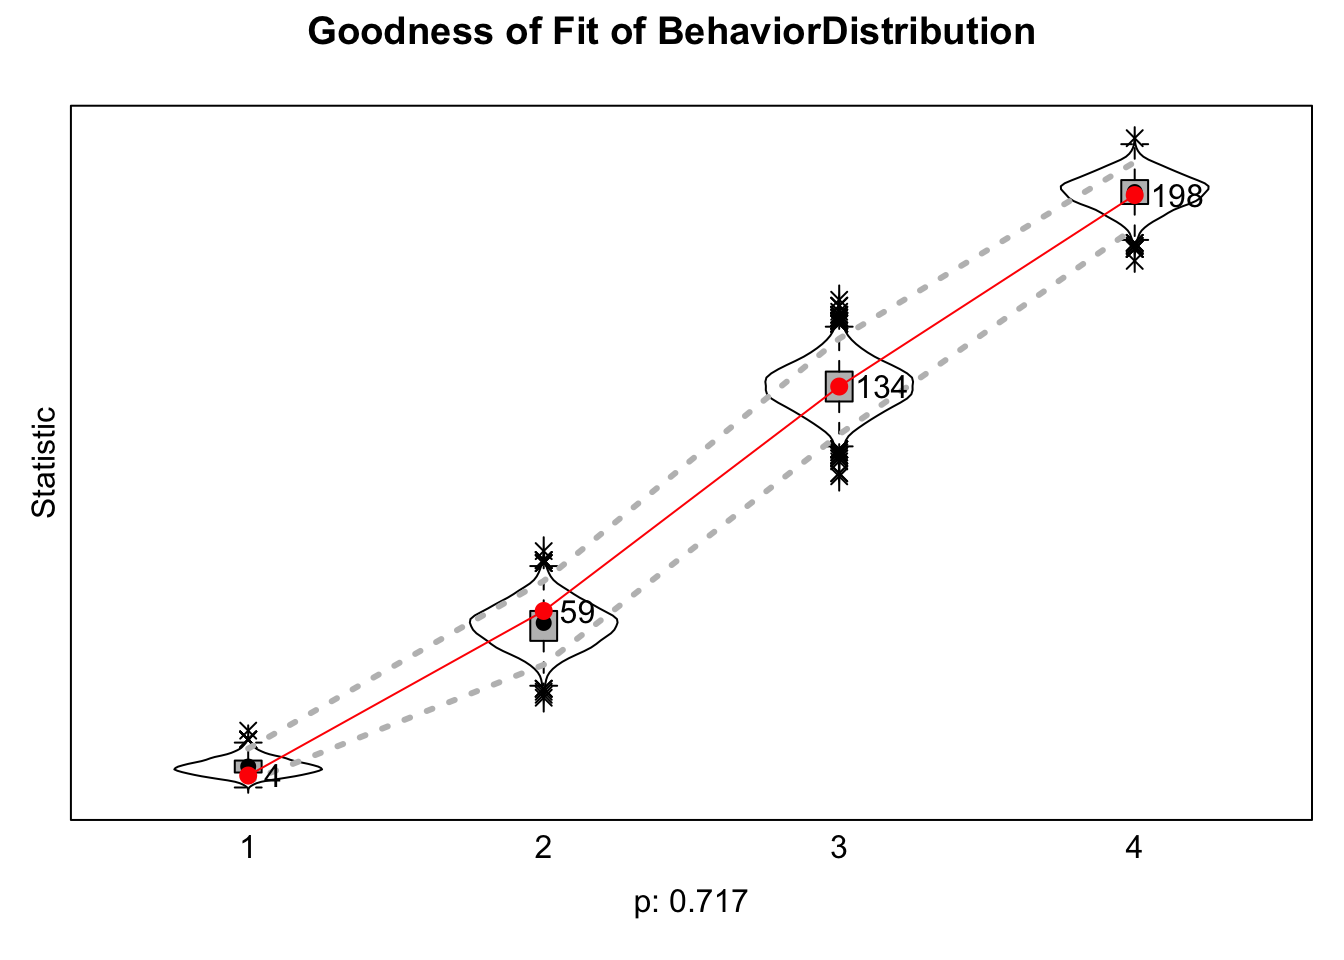 Goodness of Fit of BehaviorDistribution
Statistic
198
134
59
4
1 2 3 4
p: 0.717